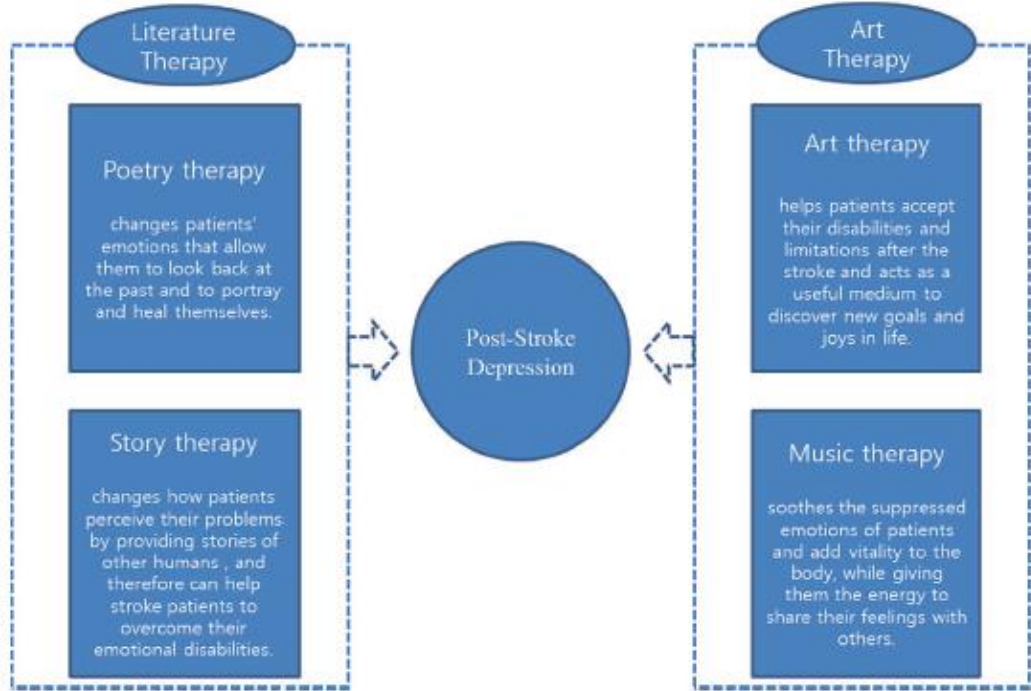 Literature
Therapy
Poetry therapy
changes patients'
emotions that allow
them to look back at
the past and to portray
and heal themselves.
Story therapy
changes how patients
perceive their problems
by providing stories of
other humans , and
therefore can help
stroke patients to
overcome their
emotional disabilities.
Post-Stroke
Depression
Art
Therapy
Art therapy
helps patients accept
their disabilities and
limitations after the
stroke and acts as a
useful medium to
discover new goals and
joys in life.
Music therapy
soothes the suppressed
emotions of patients
and add vitality to the
body, while giving
them the energy to
share their feelings with
others.